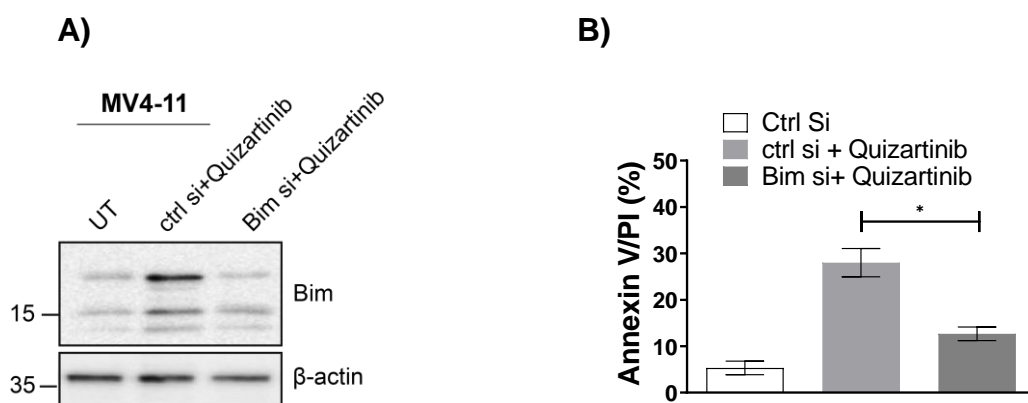 A)
MV4-11
UT
ctrl si+Quizartinib
Bim si+Quizartinib
Bim
15
β-actin
35
B)
Ctrl Si
ctrl si + Quizartinib
Bim si+ Quizartinib
Annexin V/PI (%)
50
40
30
20
10
0
*